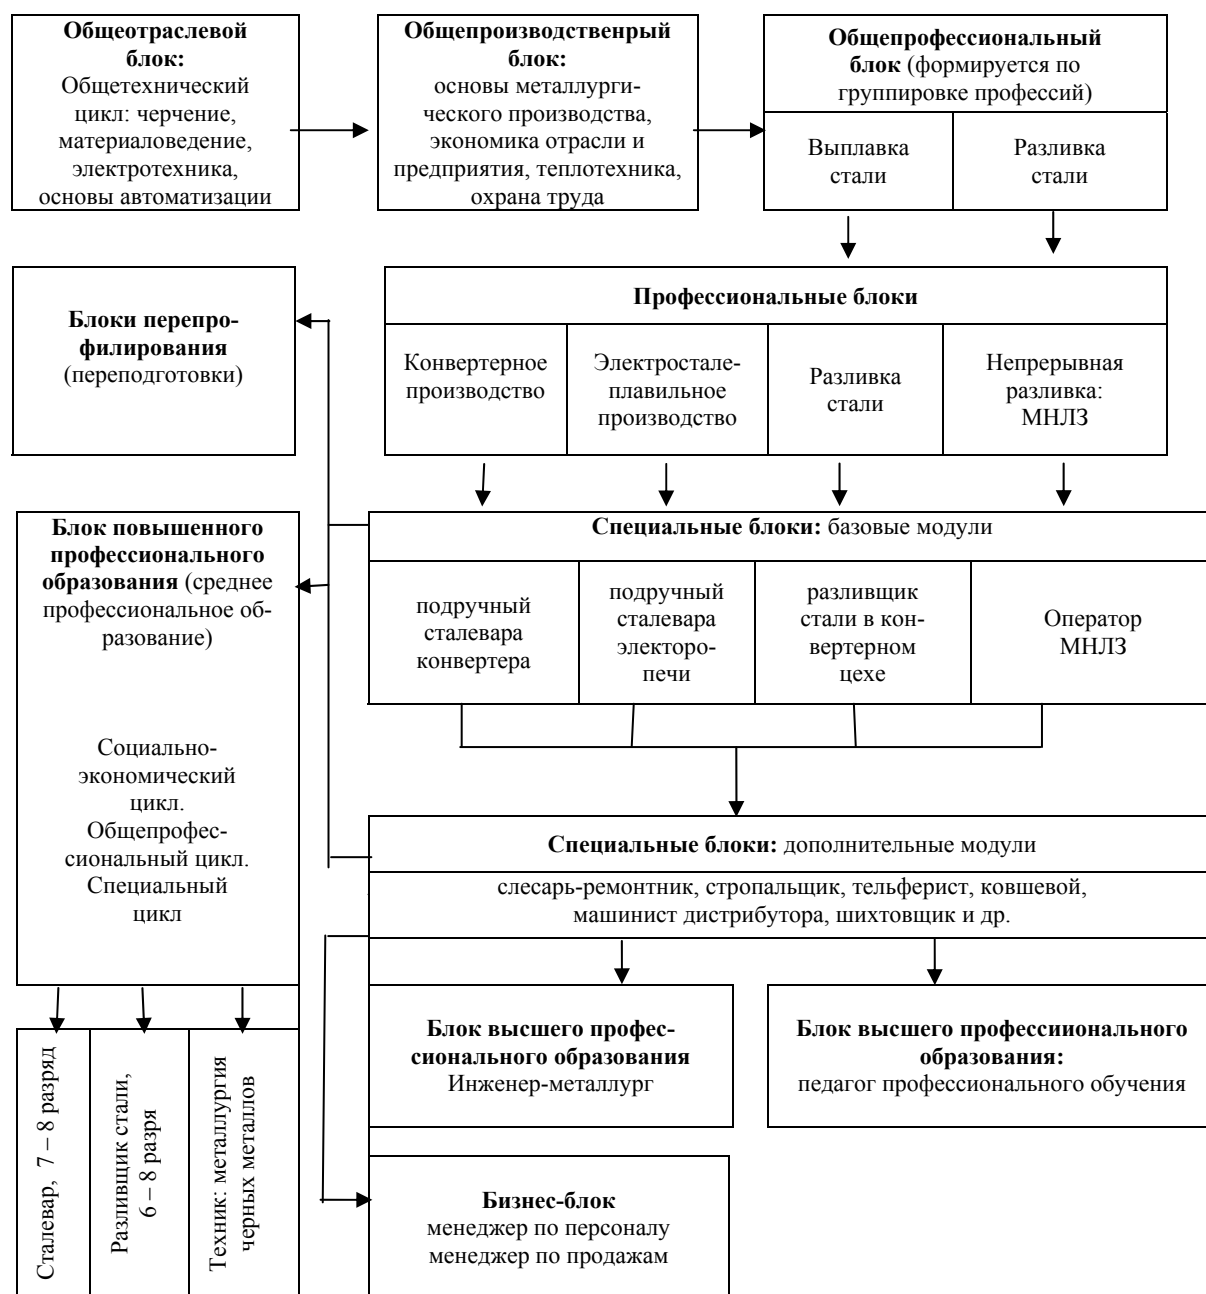 Общеотраслевой
блок:
Общетехнический
цикл: черчение,
материаловедение,
электротехника,
основы автоматизации
Общепроизводственрый
блок:
основы металлурги-
ческого производства,
экономика отрасли и
предприятия, теплотехника,
охрана труда
Общепрофессиональный
блок (формируется по
группировке профессий)
Выплавка
стали
Разливка
стали
Блоки перепро-
филирования
(переподготовки)
Профессиональные блоки
Конвертерное
производство
Электростале-
плавильное
производство
Разливка
стали
Непрерывная
разливка:
МНЛЗ
Блок повышенного
профессионального
образования (среднее
профессиональное об-
разование)
Социально-
экономический
цикл.
Общепрофес-
сиональный цикл.
Специальный
цикл
Специальные блоки: базовые модули
подручный
сталевара
конвертера
подручный
сталевара
электоро-
печи
разливщик
стали в кон-
вертерном
цехе
Оператор
МНЛЗ
Специальные блоки: дополнительные модули
слесарь-ремонтник, стропальщик, тельферист, ковшевой,
машинист дистрибутора, шихтовщик и др.
Сталевар, 7 – 8 разряд
Разливщик стали,
6 – 8 разря
Техник: металлургия
черных металлов
Блок высшего профес-
сионального образования
Инженер-металлург
Блок высшего профессиионального
образования:
педагог профессионального обучения
Бизнес-блок
менеджер по персоналу
менеджер по продажам